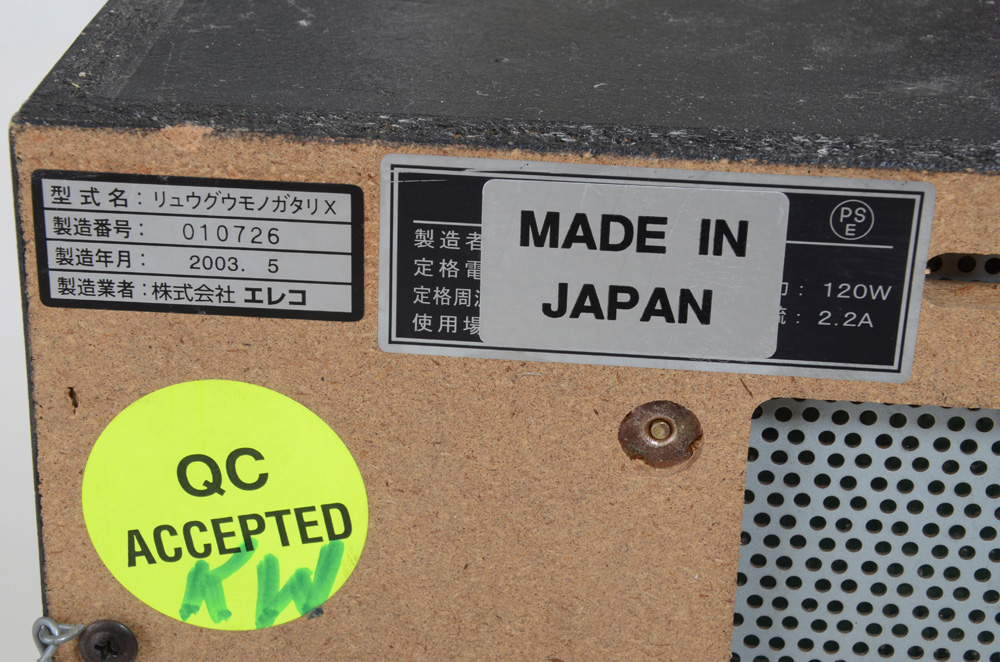 型式名：リュウグウモノガタリX
製造番号： 010726
製造年月： 2003. 5
製造業者：株式会社 エレコ
製造者
定格電
定格周
使用場
MADE IN
JAPAN
PS
E
： 120W
流： 2.2A
QC
ACCEPTED
KW